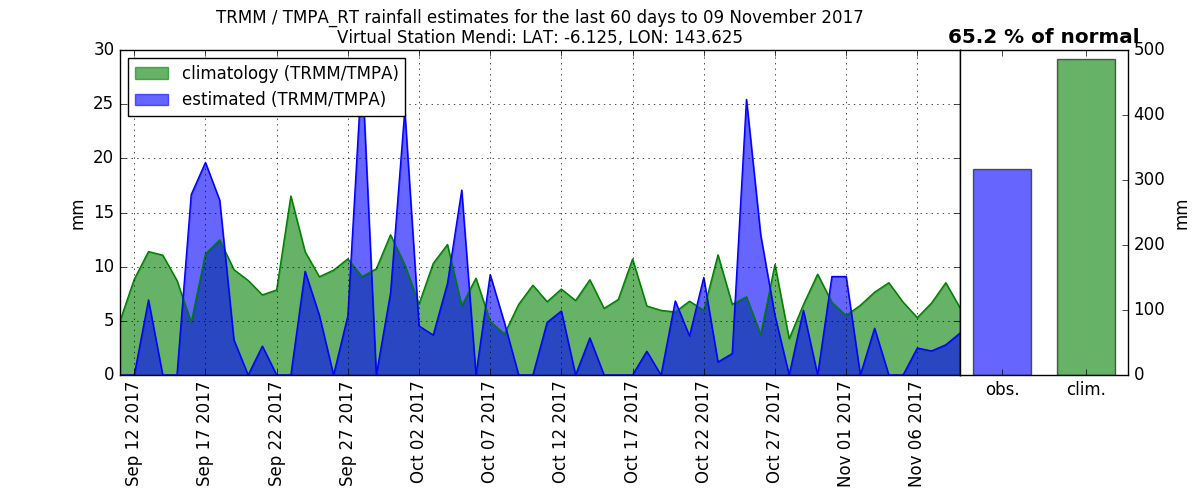 TRMM / TMPA_RT rainfall estimates for the last 60 days to 09 November 2017
Virtual Station Mendi: LAT: -6.125, LON: 143.625
65.2 % of normal
climatology (TRMM/TMPA)
estimated (TRMM/TMPA)
mm
30
25
20
15
10
5
0
Sep 12 2017
Sep 17 2017
Sep 22 2017
Sep 27 2017
Oct 02 2017
Oct 07 2017
Oct 12 2017
Oct 17 2017
Oct 22 2017
Oct 27 2017
Nov 01 2017
Nov 06 2017
obs.
clim.
500
400
300
200
100
0
mm